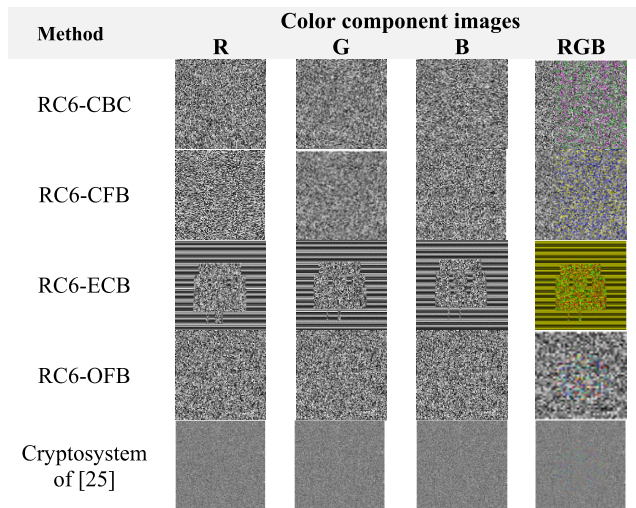 Method
Color component images
R G B RGB
RC6-CBC
RC6-CFB
RC6-ECB
RC6-OFB
Cryptosystem
of [25]